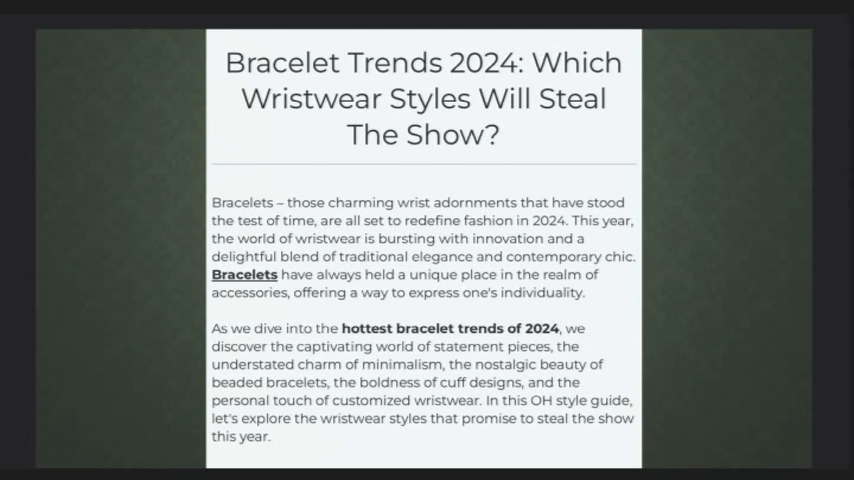 Bracelet Trends 2024: Which
Wristwear Styles Will Steal
The Show?
Bracelets – those charming wrist adornments that have stood
the test of time, are all set to redefine fashion in 2024. This year,
the world of wristwear is bursting with innovation and a
delightful blend of traditional elegance and contemporary chic.
Bracelets have always held a unique place in the realm of
accessories, offering a way to express one's individuality.
As we dive into the hottest bracelet trends of 2024, we
discover the captivating world of statement pieces, the
understated charm of minimalism, the nostalgic beauty of
beaded bracelets, the boldness of cuff designs, and the
personal touch of customized wristwear. In this OH style guide,
let's explore the wristwear styles that promise to steal the show
this year.